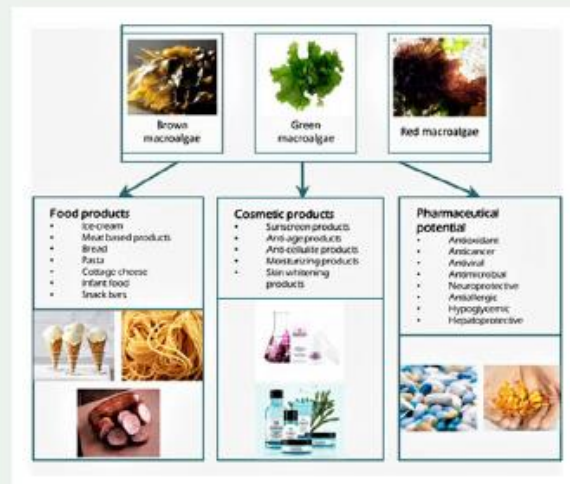 Brown
macroalgae
Green
macroalgae
Red macroalgae
Food products
• Ice-cream
• Meat based products
• Bread
• Pasta
• Cottage cheese
• Infant food
• Snack bars
Cosmetic products
• Sunscreen products
• Anti-age products
• Anti-cellulite products
• Moisturizing products
• Skin whitening
products
Pharmaceutical
potential
• Antioxidant
• Anticancer
• Antiviral
• Antimicrobial
• Neuroprotective
• Antiallergic
• Hypoglycemic
• Hepatoprotective